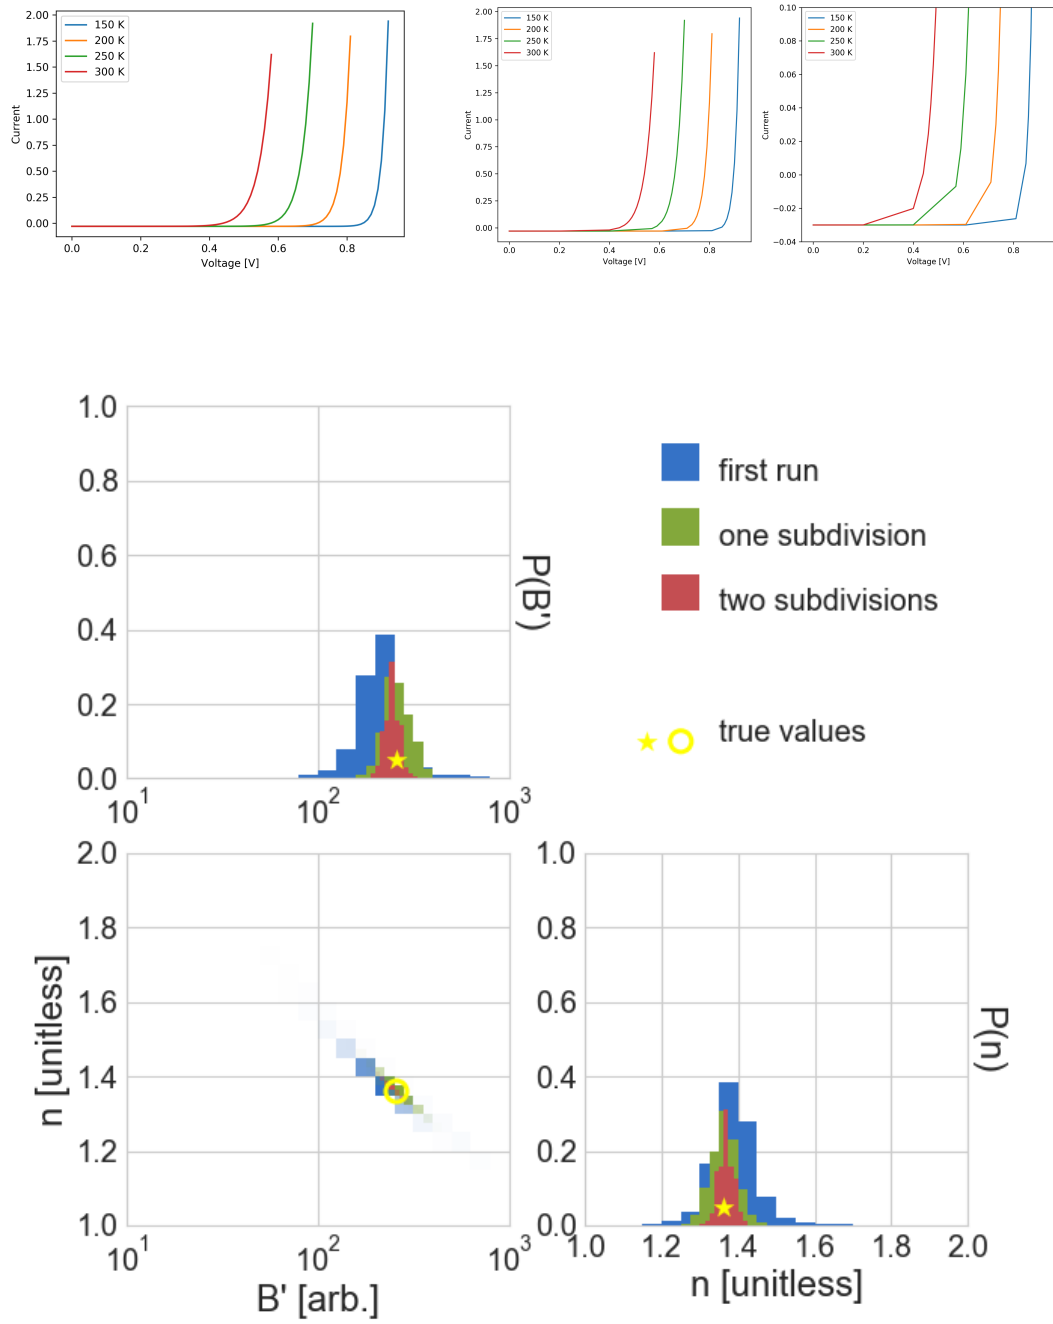 150 K
200 K
250 K
300 K
2.00
1.75
1.50
1.25
1.00
0.75
0.50
0.25
0.00
Current
0.0 0.2 0.4 0.6 0.8
Voltage [V]
150 K
200 K
250 K
300 K
2.00
1.75
1.50
1.25
1.00
0.75
0.50
0.25
0.00
Current
0.0 0.2 0.4 0.6 0.8
Voltage [V]
150 K
200 K
250 K
300 K
0.10
0.08
0.06
0.04
0.02
0.00
−0.02
−0.04
Current
0.0 0.2 0.4 0.6 0.8
Voltage [V]
1.0
0.8
0.6
0.4
0.2
0.0
10^1 10^2 10^3
P(B')
first run
one subdivision
two subdivisions
true values
2.0
1.8
1.6
1.4
1.2
1.0
n [unitless]
10^1 10^2 10^3
B' [arb.]
1.0
0.8
0.6
0.4
0.2
0.0
P(n)
1.0 1.2 1.4 1.6 1.8 2.0
n [unitless]